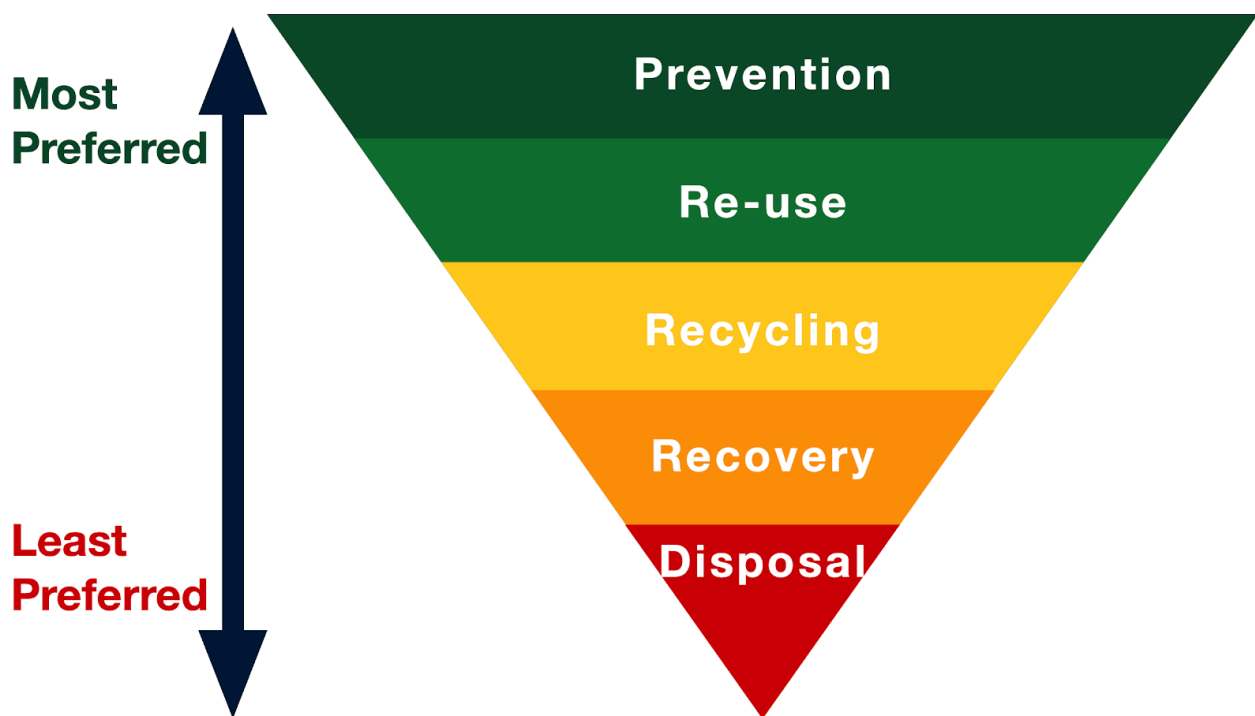 Most
Preferred
Prevention
Re-use
Recycling
Recovery
Disposal
Least
Preferred